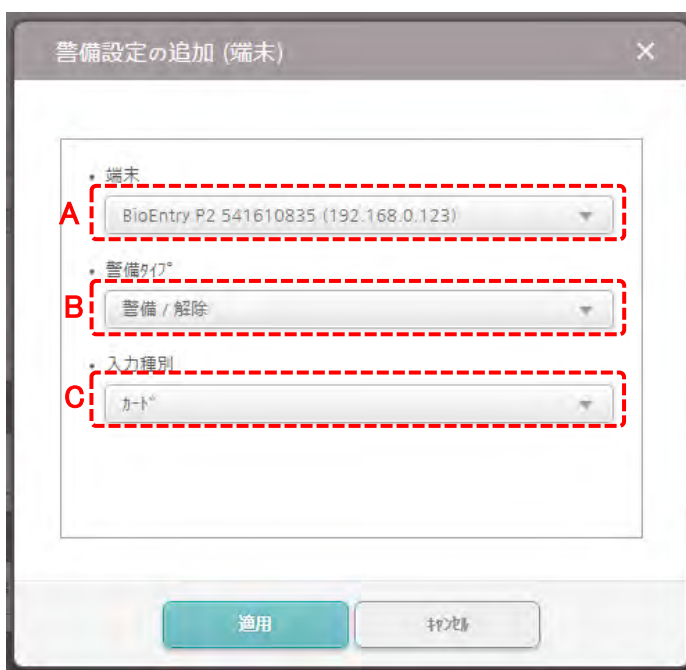 警備設定の追加 (端末)
×
・ 端末
A
BioEntry P2 541610835 (192.168.0.123)
・ 警備ﾀｲﾌﾟ
B
警備 / 解除
・ 入力種別
C
ｶｰﾄﾞ
適用
ｷｬﾝｾﾙ